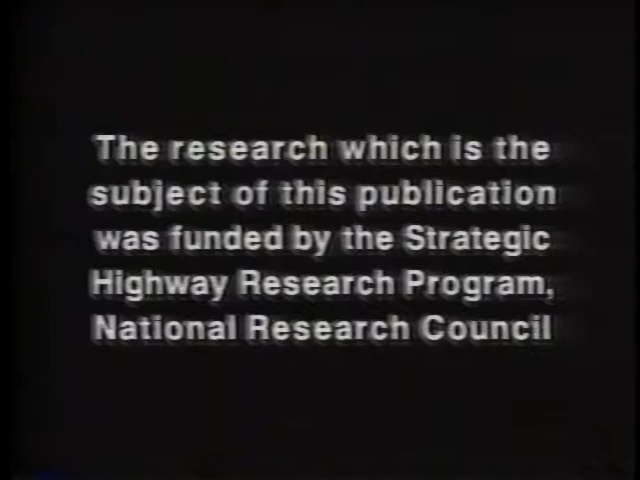 The research which is the
subject of this publication
was funded by the Strategic
Highway Research Program,
National Research Council